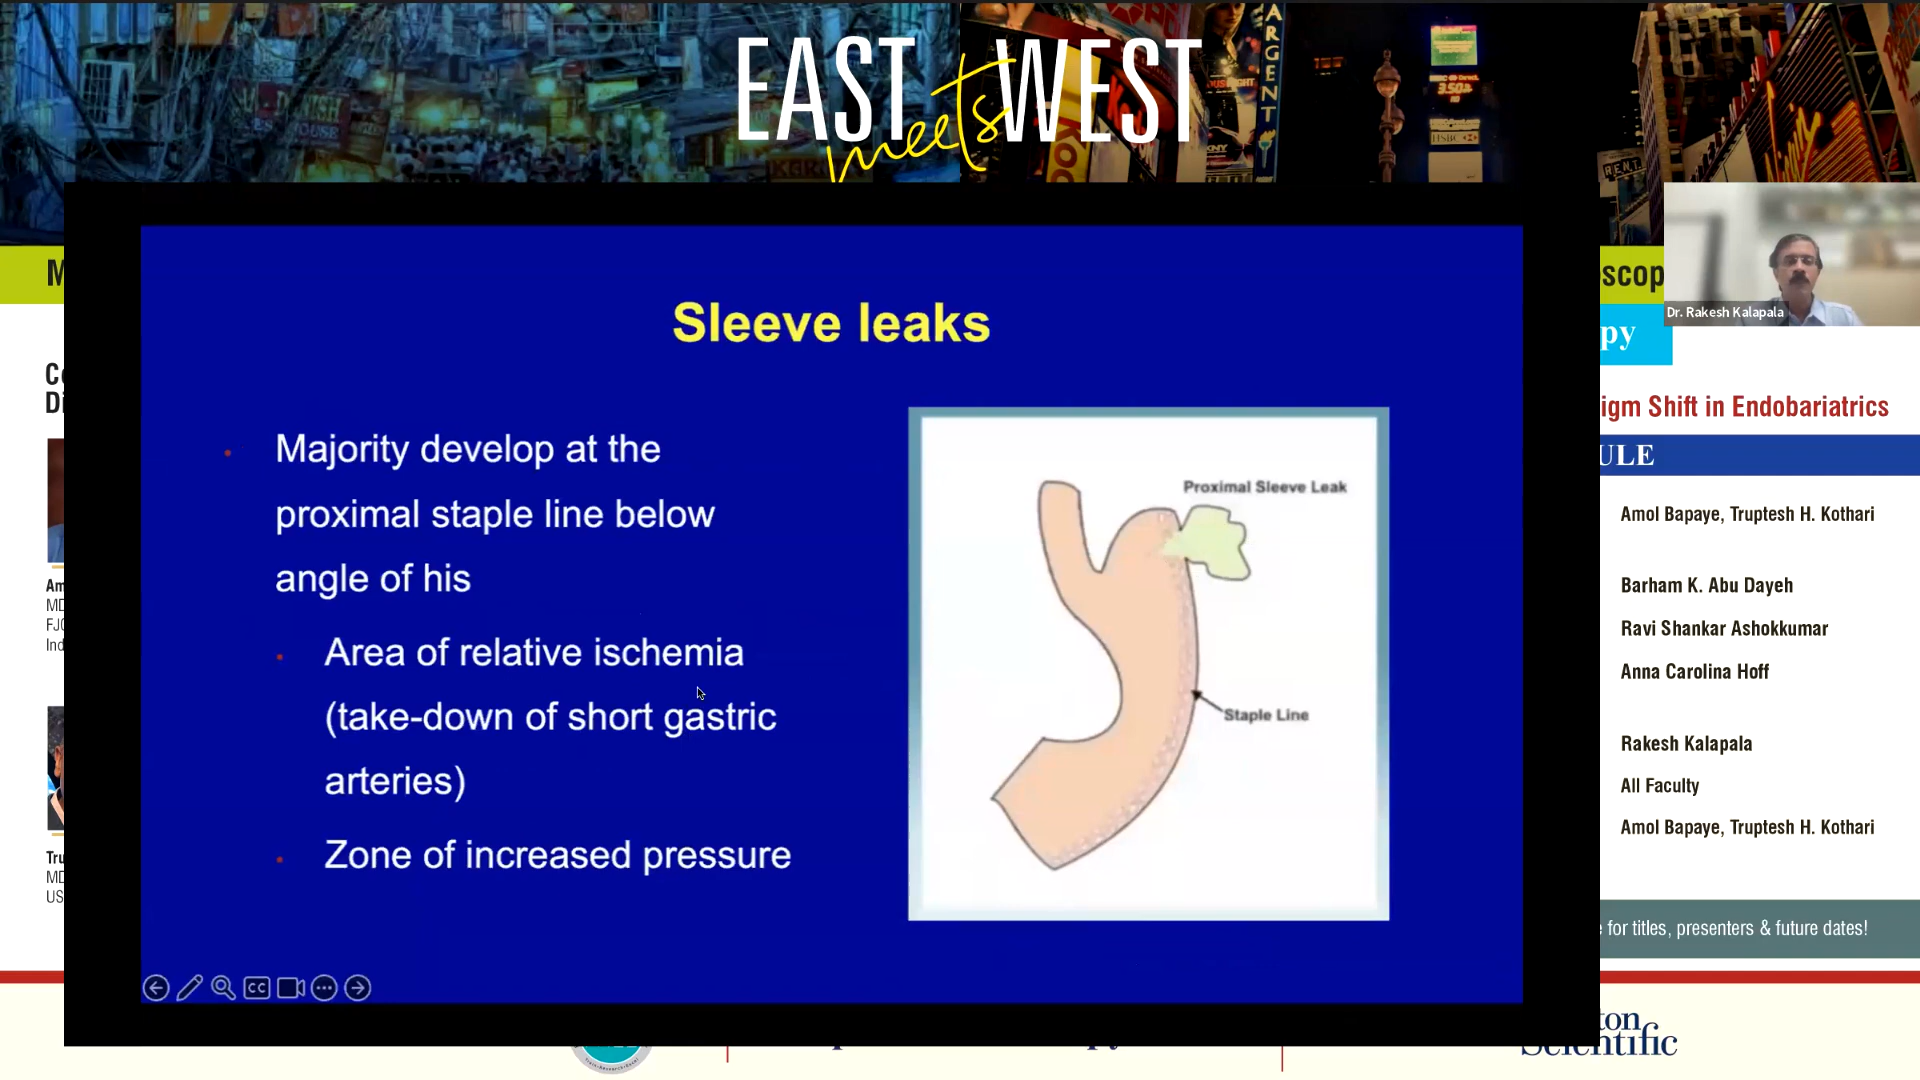 EAST meets WEST
Dr. Rakesh Kalapala
Sleeve leaks
Majority develop at the
proximal staple line below
angle of his
Area of relative ischemia
(take-down of short gastric
arteries)
Zone of increased pressure
Proximal Sleeve Leak
Staple Line
igm Shift in Endobariatrics
ULE
Amol Bapaye, Truptesh H. Kothari
Barham K. Abu Dayeh
Ravi Shankar Ashokkumar
Anna Carolina Hoff
Rakesh Kalapala
All Faculty
Amol Bapaye, Truptesh H. Kothari
for titles, presenters & future dates!
ton
Scientific